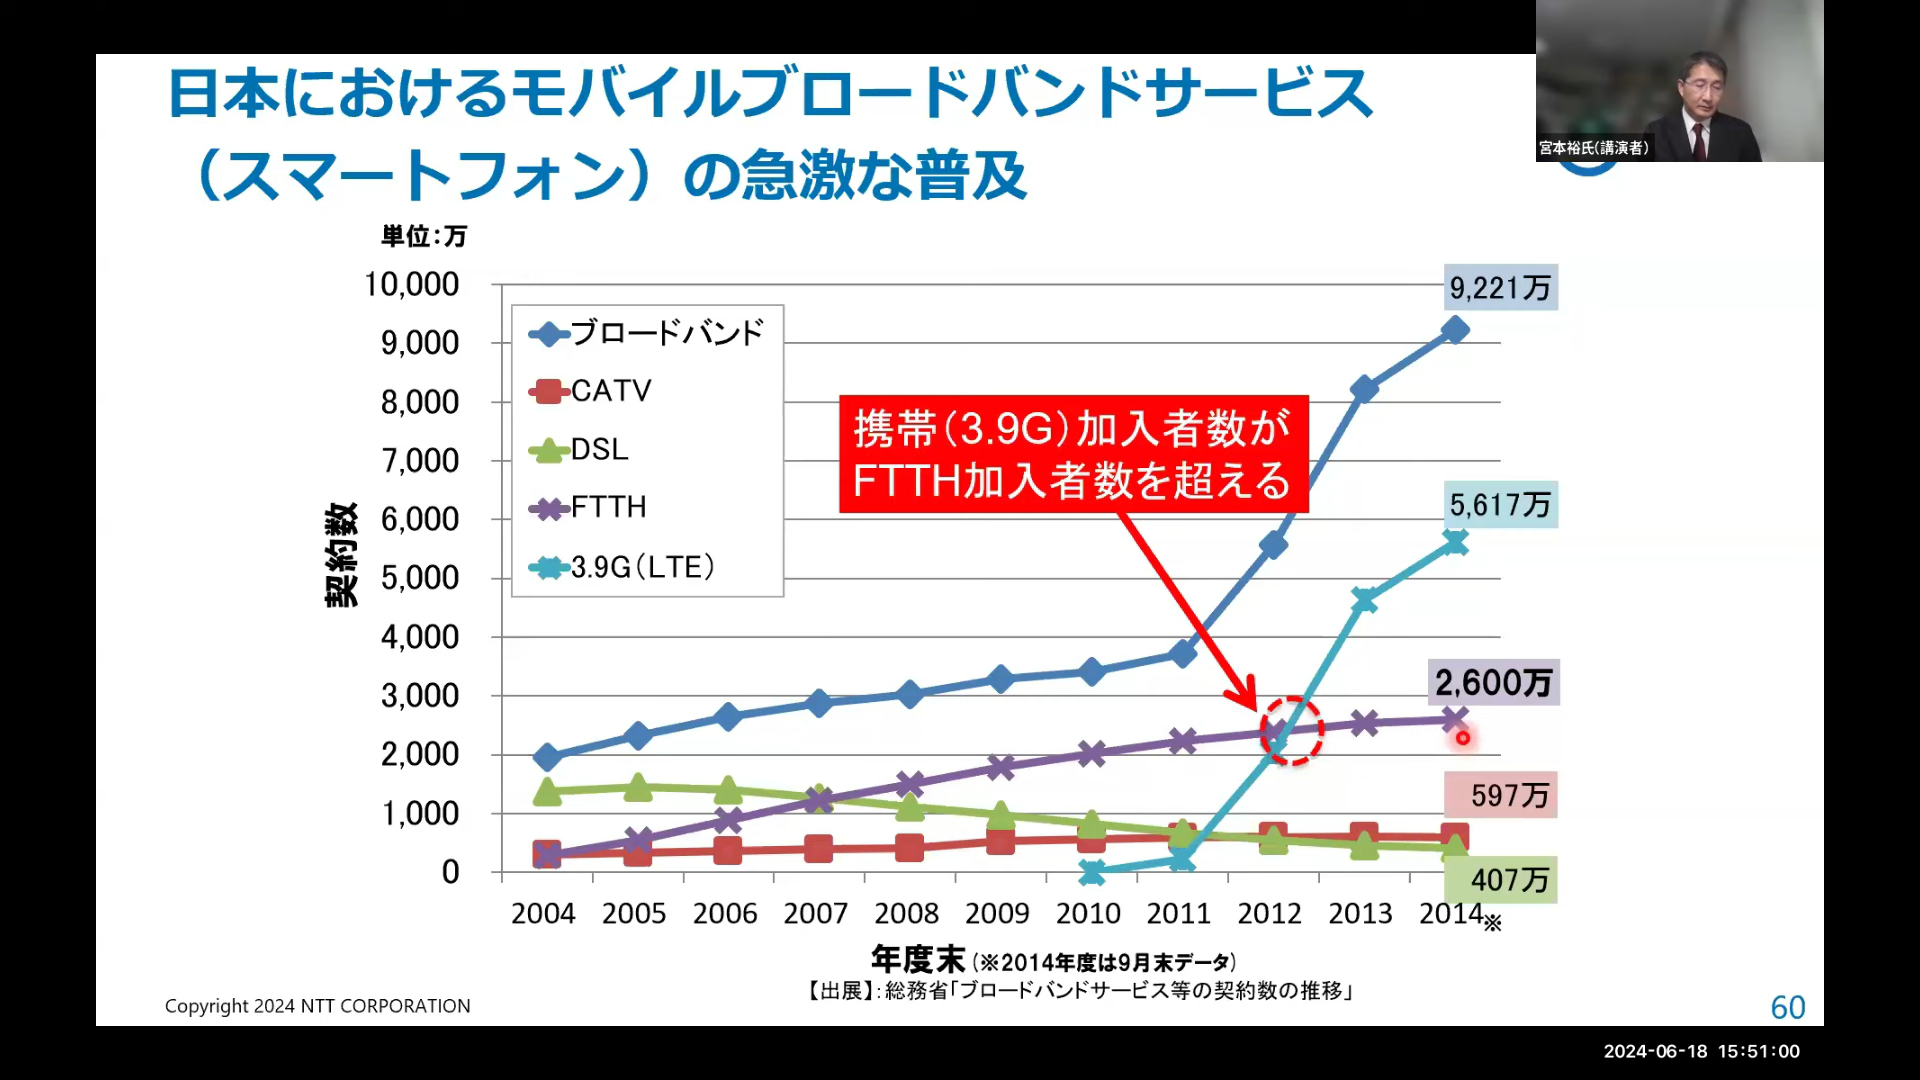 日本におけるモバイルブロードバンドサービス
（スマートフォン）の急激な普及
宮本裕氏(講演者)
単位：万
10,000
9,000
8,000
7,000
6,000
5,000
4,000
3,000
2,000
1,000
0
契約数
ブロードバンド
CATV
DSL
FTTH
3.9G（LTE）
携帯（3.9G）加入者数が
FTTH加入者数を超える
9,221万
5,617万
2,600万
597万
407万
2004 2005 2006 2007 2008 2009 2010 2011 2012 2013 2014※
年度末（※2014年度は9月末データ）
【出展】：総務省「ブロードバンドサービス等の契約数の推移」
Copyright 2024 NTT CORPORATION
60
2024-06-18 15:51:00